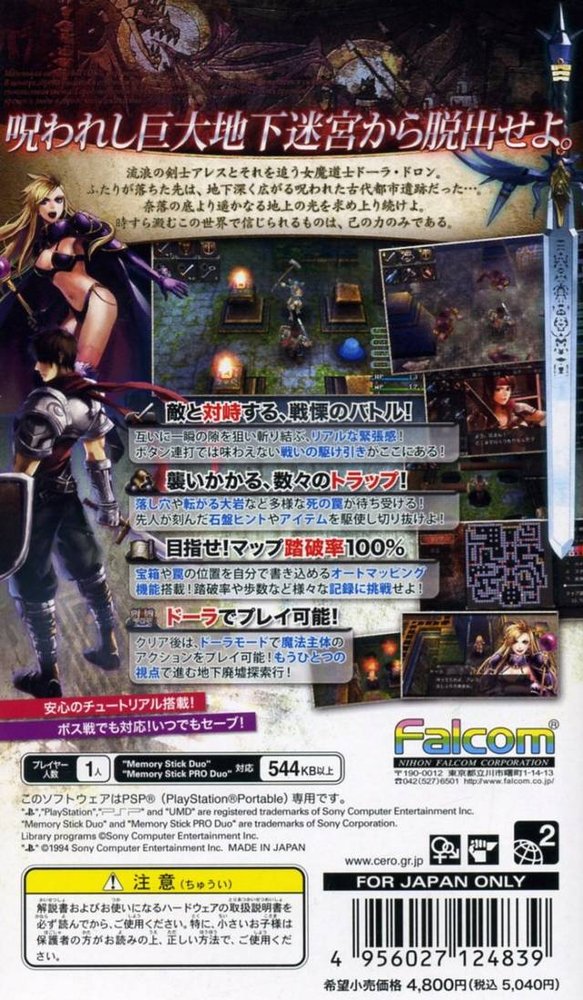 呪われし巨大地下迷宮から脱出せよ。
流浪の剣士アレスとそれを追う女魔道士ドーラ・ドロン。
ふたりが落ちた先は、地下深く広がる呪われた古代都市遺跡だった…。
奈落の底より遥かなる地上の光を求め上り続けよ。
時すら澱むこの世界で信じられるものは、己の力のみである。
敵と対峙する、戦慄のバトル!
互いに一瞬の隙を狙い斬り結ぶ、リアルな緊張感!
ボタン連打では味わえない戦いの駆け引きがここにある!
襲いかかる、数々のトラップ!
落し穴や転がる大岩など多様な死の罠が待ち受ける!
先人が刻んだ石盤ヒントやアイテムを駆使し切り抜けよ!
目指せ!マップ踏破率100%
宝箱や罠の位置を自分で書き込めるオートマッピング
機能搭載!踏破率や歩数など様々な記録に挑戦せよ!
ドーラでプレイ可能!
クリア後は、ドーラモードで魔法主体の
アクションをプレイ可能!もうひとつの
視点で進む地下廃墟探索行!
安心のチュートリアル搭載!
ボス戦でも対応!いつでもセーブ!
Falcom®
NIHON FALCOM CORPORATION
〒190-0012 東京都立川市曙町1-14-13
☎042(527)6501 http://www.falcom.co.jp/
プレイヤー人数 1人 "Memory Stick Duo" "Memory Stick PRO Duo" 対応 544KB以上
このソフトウェアはPSP®(PlayStation®Portable)専用です。
"PlayStation", "PSP" and "UMD" are registered trademarks of Sony Computer Entertainment Inc.
"Memory Stick Duo" and "Memory Stick PRO Duo" are trademarks of Sony Corporation.
Library programs ©Sony Computer Entertainment Inc.
©1994 Sony Computer Entertainment Inc. MADE IN JAPAN
www.cero.gr.jp
2
注意(ちゅうい)
解説書およびお使いになるハードウェアの取扱説明書を
必ず読んでから、ご使用ください。特に、小さいお子様は
保護者の方がお読みの上、正しい方法で、ご使用くだ
さい。
FOR JAPAN ONLY
4 956027 124839
希望小売価格 4,800円(税込 5,040円)